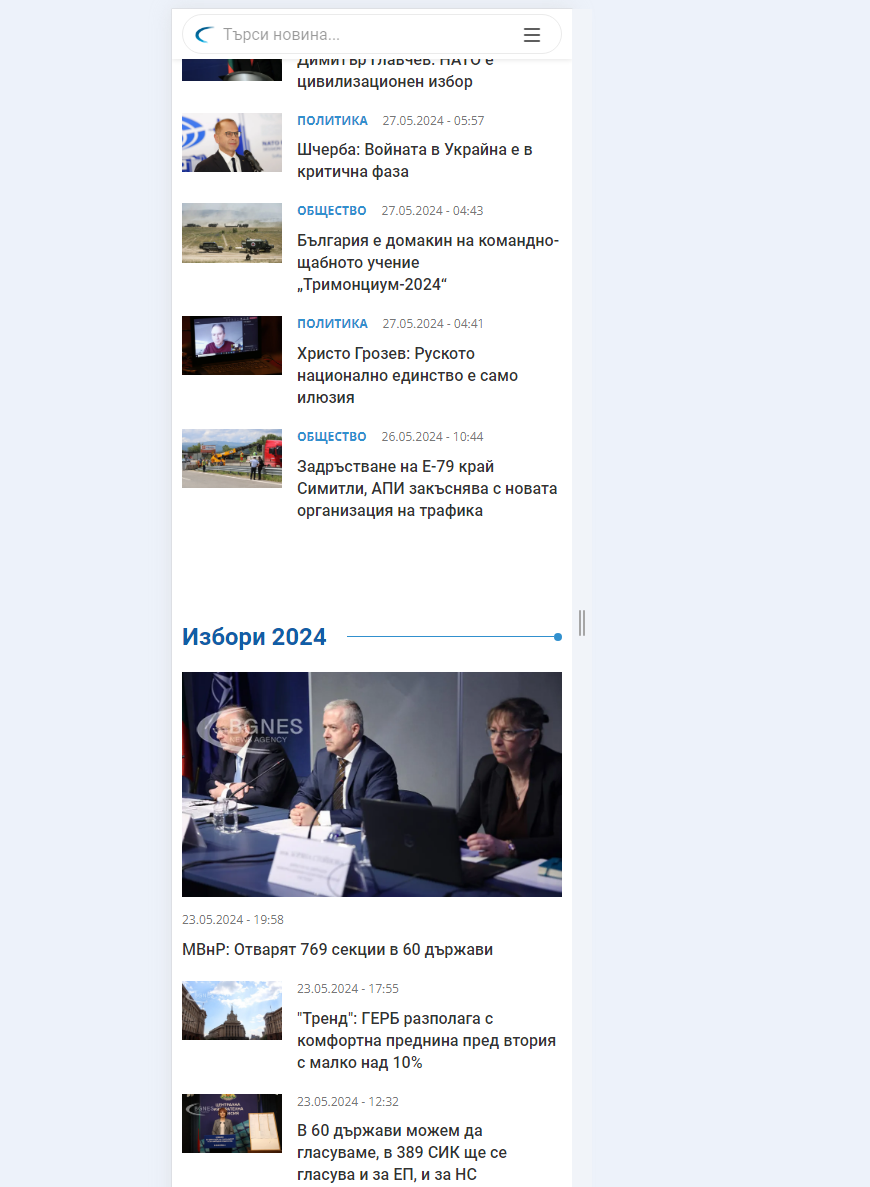 Търси новина...
Димитър Главчев: НАТО е
цивилизационен избор
ПОЛИТИКА 27.05.2024 - 05:57
Шчерба: Войната в Украйна е в
критична фаза
ОБЩЕСТВО 27.05.2024 - 04:43
България е домакин на командно-
щабното учение
„Тримонциум-2024“
ПОЛИТИКА 27.05.2024 - 04:41
Христо Грозев: Руското
национално единство е само
илюзия
ОБЩЕСТВО 26.05.2024 - 10:44
Задръстване на Е-79 край
Симитли, АПИ закъснява с новата
организация на трафика
Избори 2024
BGNES
NEWS AGENCY
23.05.2024 - 19:58
МВнР: Отварят 769 секции в 60 държави
23.05.2024 - 17:55
"Тренд": ГЕРБ разполага с
комфортна преднина пред втория
с малко над 10%
23.05.2024 - 12:32
В 60 държави можем да
гласуваме, в 389 СИК ще се
гласува и за ЕП, и за НС